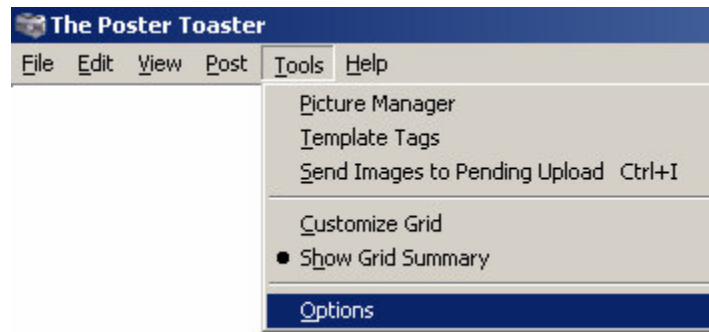 The Poster Toaster
File Edit View Post Tools Help
Picture Manager
Template Tags
Send Images to Pending Upload Ctrl+I
Customize Grid
Show Grid Summary
Options